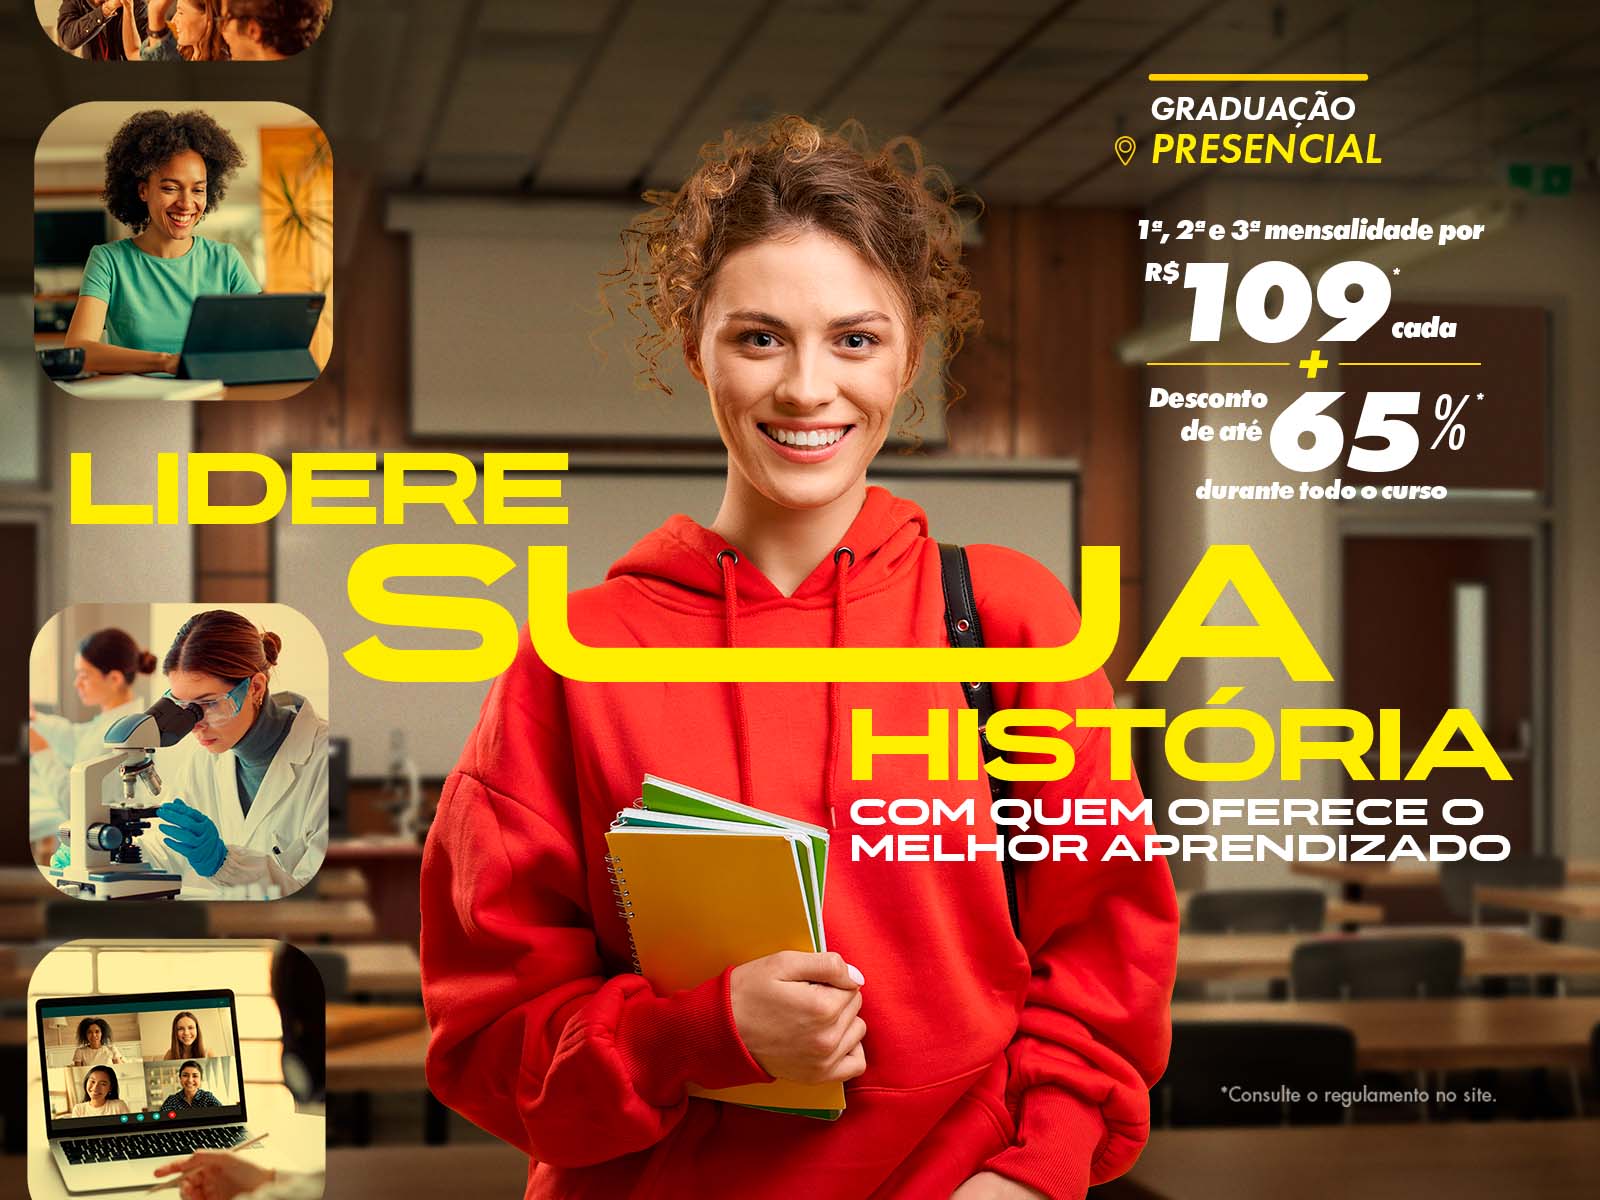 GRADUAÇÃO
PRESENCIAL
1ª, 2ª e 3ª mensalidade por
R$ 109* cada
+
Desconto
de até 65%*
durante todo o curso
LIDERE
SUA
HISTÓRIA
COM QUEM OFERECE O
MELHOR APRENDIZADO
*Consulte o regulamento no site.